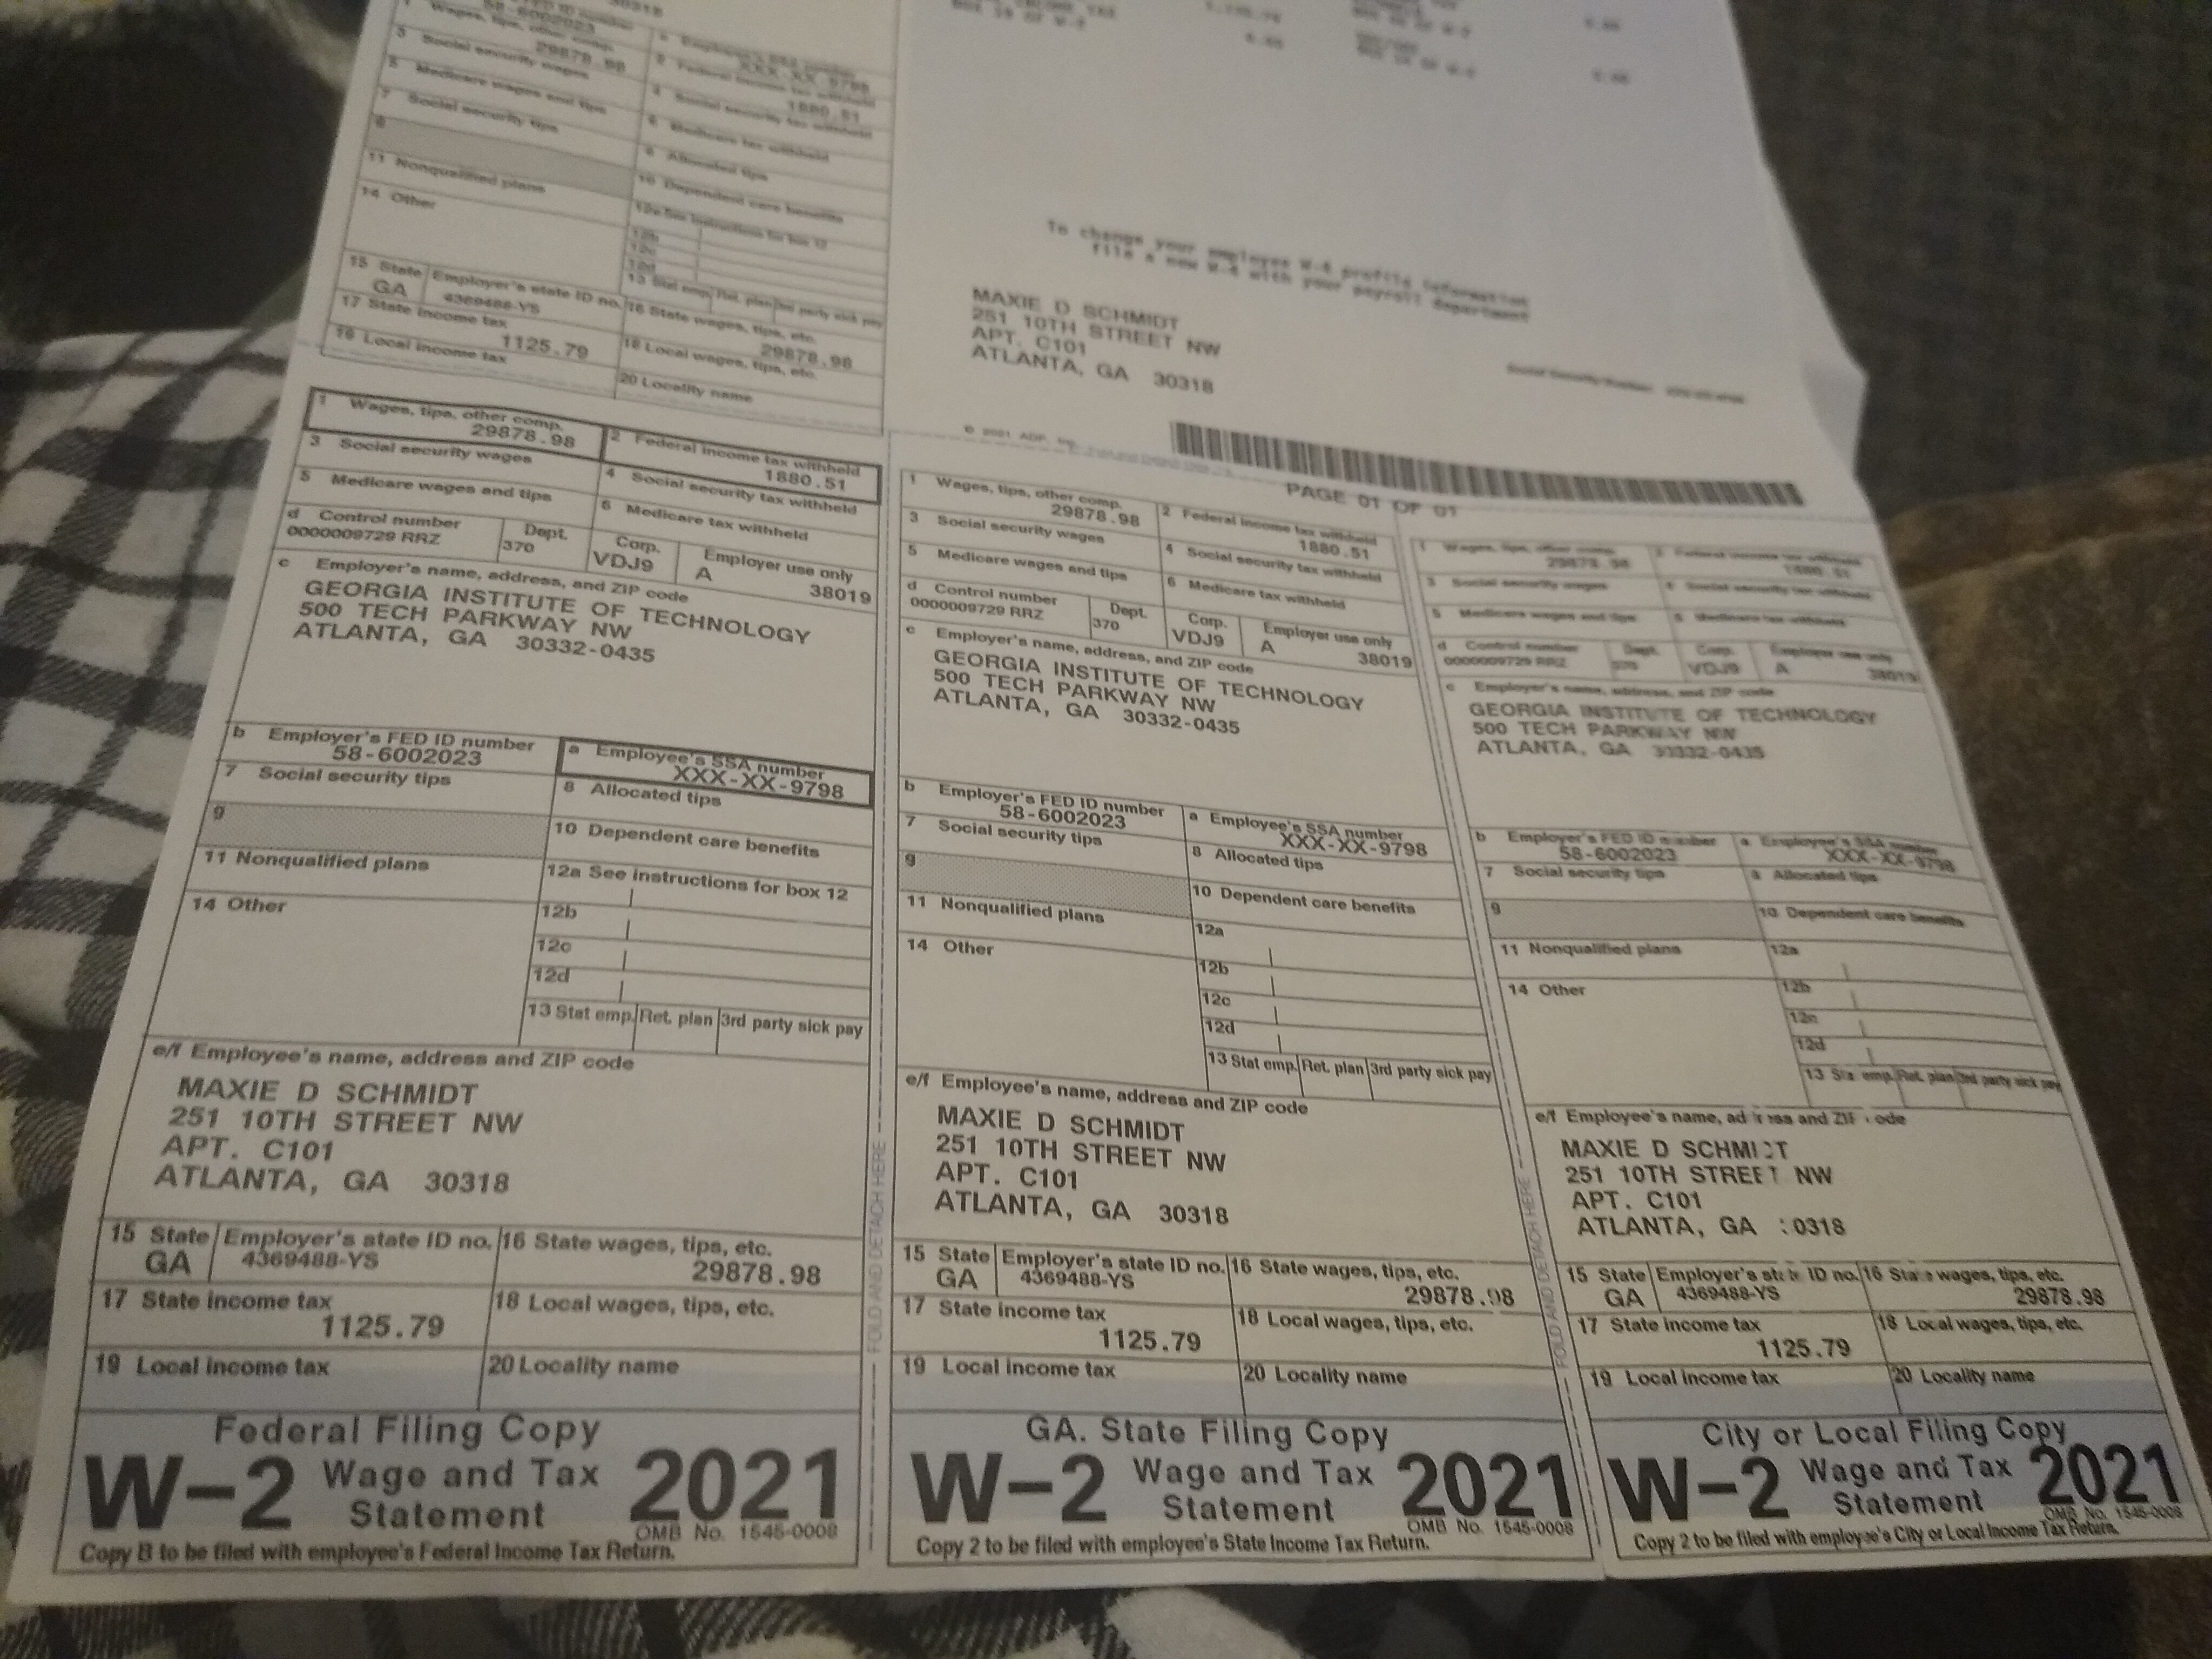 30318
FED ID number
58-6002023
1 Wages, tips, other comp.
29878.98
3 Social security wages
5 Medicare wages and tips
7 Social security tips
a Employee's SSA number
XXX-XX-9798
2 Federal income tax withheld
1880.51
4 Social security tax withheld
6 Medicare tax withheld
8 Allocated tips
10 Dependent care benefits
11 Nonqualified plans
12a See instructions for box 12
14 Other
12b
12c
12d
13 Stat emp. Ret. plan 3rd party sick pay
15 State Employer's state ID no. 16 State wages, tips, etc.
GA 4369488-YS 29878.98
17 State income tax 18 Local wages, tips, etc.
1125.79
19 Local income tax 20 Locality name
To change your employee W-4 profile information
file a new W-4 with your payroll department
MAXIE D SCHMIDT
251 10TH STREET NW
APT. C101
ATLANTA, GA 30318
Social Security Number:
© 2021 ADP, Inc.
PAGE 01 OF 01
1 Wages, tips, other comp. 2 Federal income tax withheld
29878.98 1880.51
3 Social security wages 4 Social security tax withheld
5 Medicare wages and tips 6 Medicare tax withheld
d Control number Dept. Corp. Employer use only
0000009729 RRZ 370 VDJ9 A 38019
c Employer's name, address, and ZIP code
GEORGIA INSTITUTE OF TECHNOLOGY
500 TECH PARKWAY NW
ATLANTA, GA 30332-0435
b Employer's FED ID number a Employee's SSA number
58-6002023 XXX-XX-9798
7 Social security tips 8 Allocated tips
9 10 Dependent care benefits
11 Nonqualified plans 12a See instructions for box 12
14 Other 12b
12c
12d
13 Stat emp. Ret. plan 3rd party sick pay
e/f Employee's name, address and ZIP code
MAXIE D SCHMIDT
251 10TH STREET NW
APT. C101
ATLANTA, GA 30318
15 State Employer's state ID no. 16 State wages, tips, etc.
GA 4369488-YS 29878.98
17 State income tax 18 Local wages, tips, etc.
1125.79
19 Local income tax 20 Locality name
Federal Filing Copy
W-2 Wage and Tax Statement 2021
OMB No. 1545-0008
Copy B to be filed with employee's Federal Income Tax Return.
FOLD AND DETACH HERE
1 Wages, tips, other comp. 2 Federal income tax withheld
29878.98 1880.51
3 Social security wages 4 Social security tax withheld
5 Medicare wages and tips 6 Medicare tax withheld
d Control number Dept. Corp. Employer use only
0000009729 RRZ 370 VDJ9 A 38019
c Employer's name, address, and ZIP code
GEORGIA INSTITUTE OF TECHNOLOGY
500 TECH PARKWAY NW
ATLANTA, GA 30332-0435
b Employer's FED ID number a Employee's SSA number
58-6002023 XXX-XX-9798
7 Social security tips 8 Allocated tips
9 10 Dependent care benefits
11 Nonqualified plans 12a
14 Other 12b
12c
12d
13 Stat emp. Ret. plan 3rd party sick pay
e/f Employee's name, address and ZIP code
MAXIE D SCHMIDT
251 10TH STREET NW
APT. C101
ATLANTA, GA 30318
15 State Employer's state ID no. 16 State wages, tips, etc.
GA 4369488-YS 29878.98
17 State income tax 18 Local wages, tips, etc.
1125.79
19 Local income tax 20 Locality name
GA. State Filing Copy
W-2 Wage and Tax Statement 2021
OMB No. 1545-0008
Copy 2 to be filed with employee's State Income Tax Return.
FOLD AND DETACH HERE
1 Wages, tips, other comp. 2 Federal income tax withheld
29878.98 1880.51
3 Social security wages 4 Social security tax withheld
5 Medicare wages and tips 6 Medicare tax withheld
d Control number Dept. Corp. Employer use only
0000009729 RRZ 370 VDJ9 A 38019
c Employer's name, address, and ZIP code
GEORGIA INSTITUTE OF TECHNOLOGY
500 TECH PARKWAY NW
ATLANTA, GA 30332-0435
b Employer's FED ID number a Employee's SSA number
58-6002023 XXX-XX-9798
7 Social security tips 8 Allocated tips
9 10 Dependent care benefits
11 Nonqualified plans 12a
14 Other 12b
12c
12d
13 Stat emp. Ret. plan 3rd party sick pay
e/f Employee's name, address and ZIP code
MAXIE D SCHMIDT
251 10TH STREET NW
APT. C101
ATLANTA, GA 30318
15 State Employer's state ID no. 16 State wages, tips, etc.
GA 4369488-YS 29878.98
17 State income tax 18 Local wages, tips, etc.
1125.79
19 Local income tax 20 Locality name
City or Local Filing Copy
W-2 Wage and Tax Statement 2021
OMB No. 1545-0008
Copy 2 to be filed with employee's City or Local Income Tax Return.